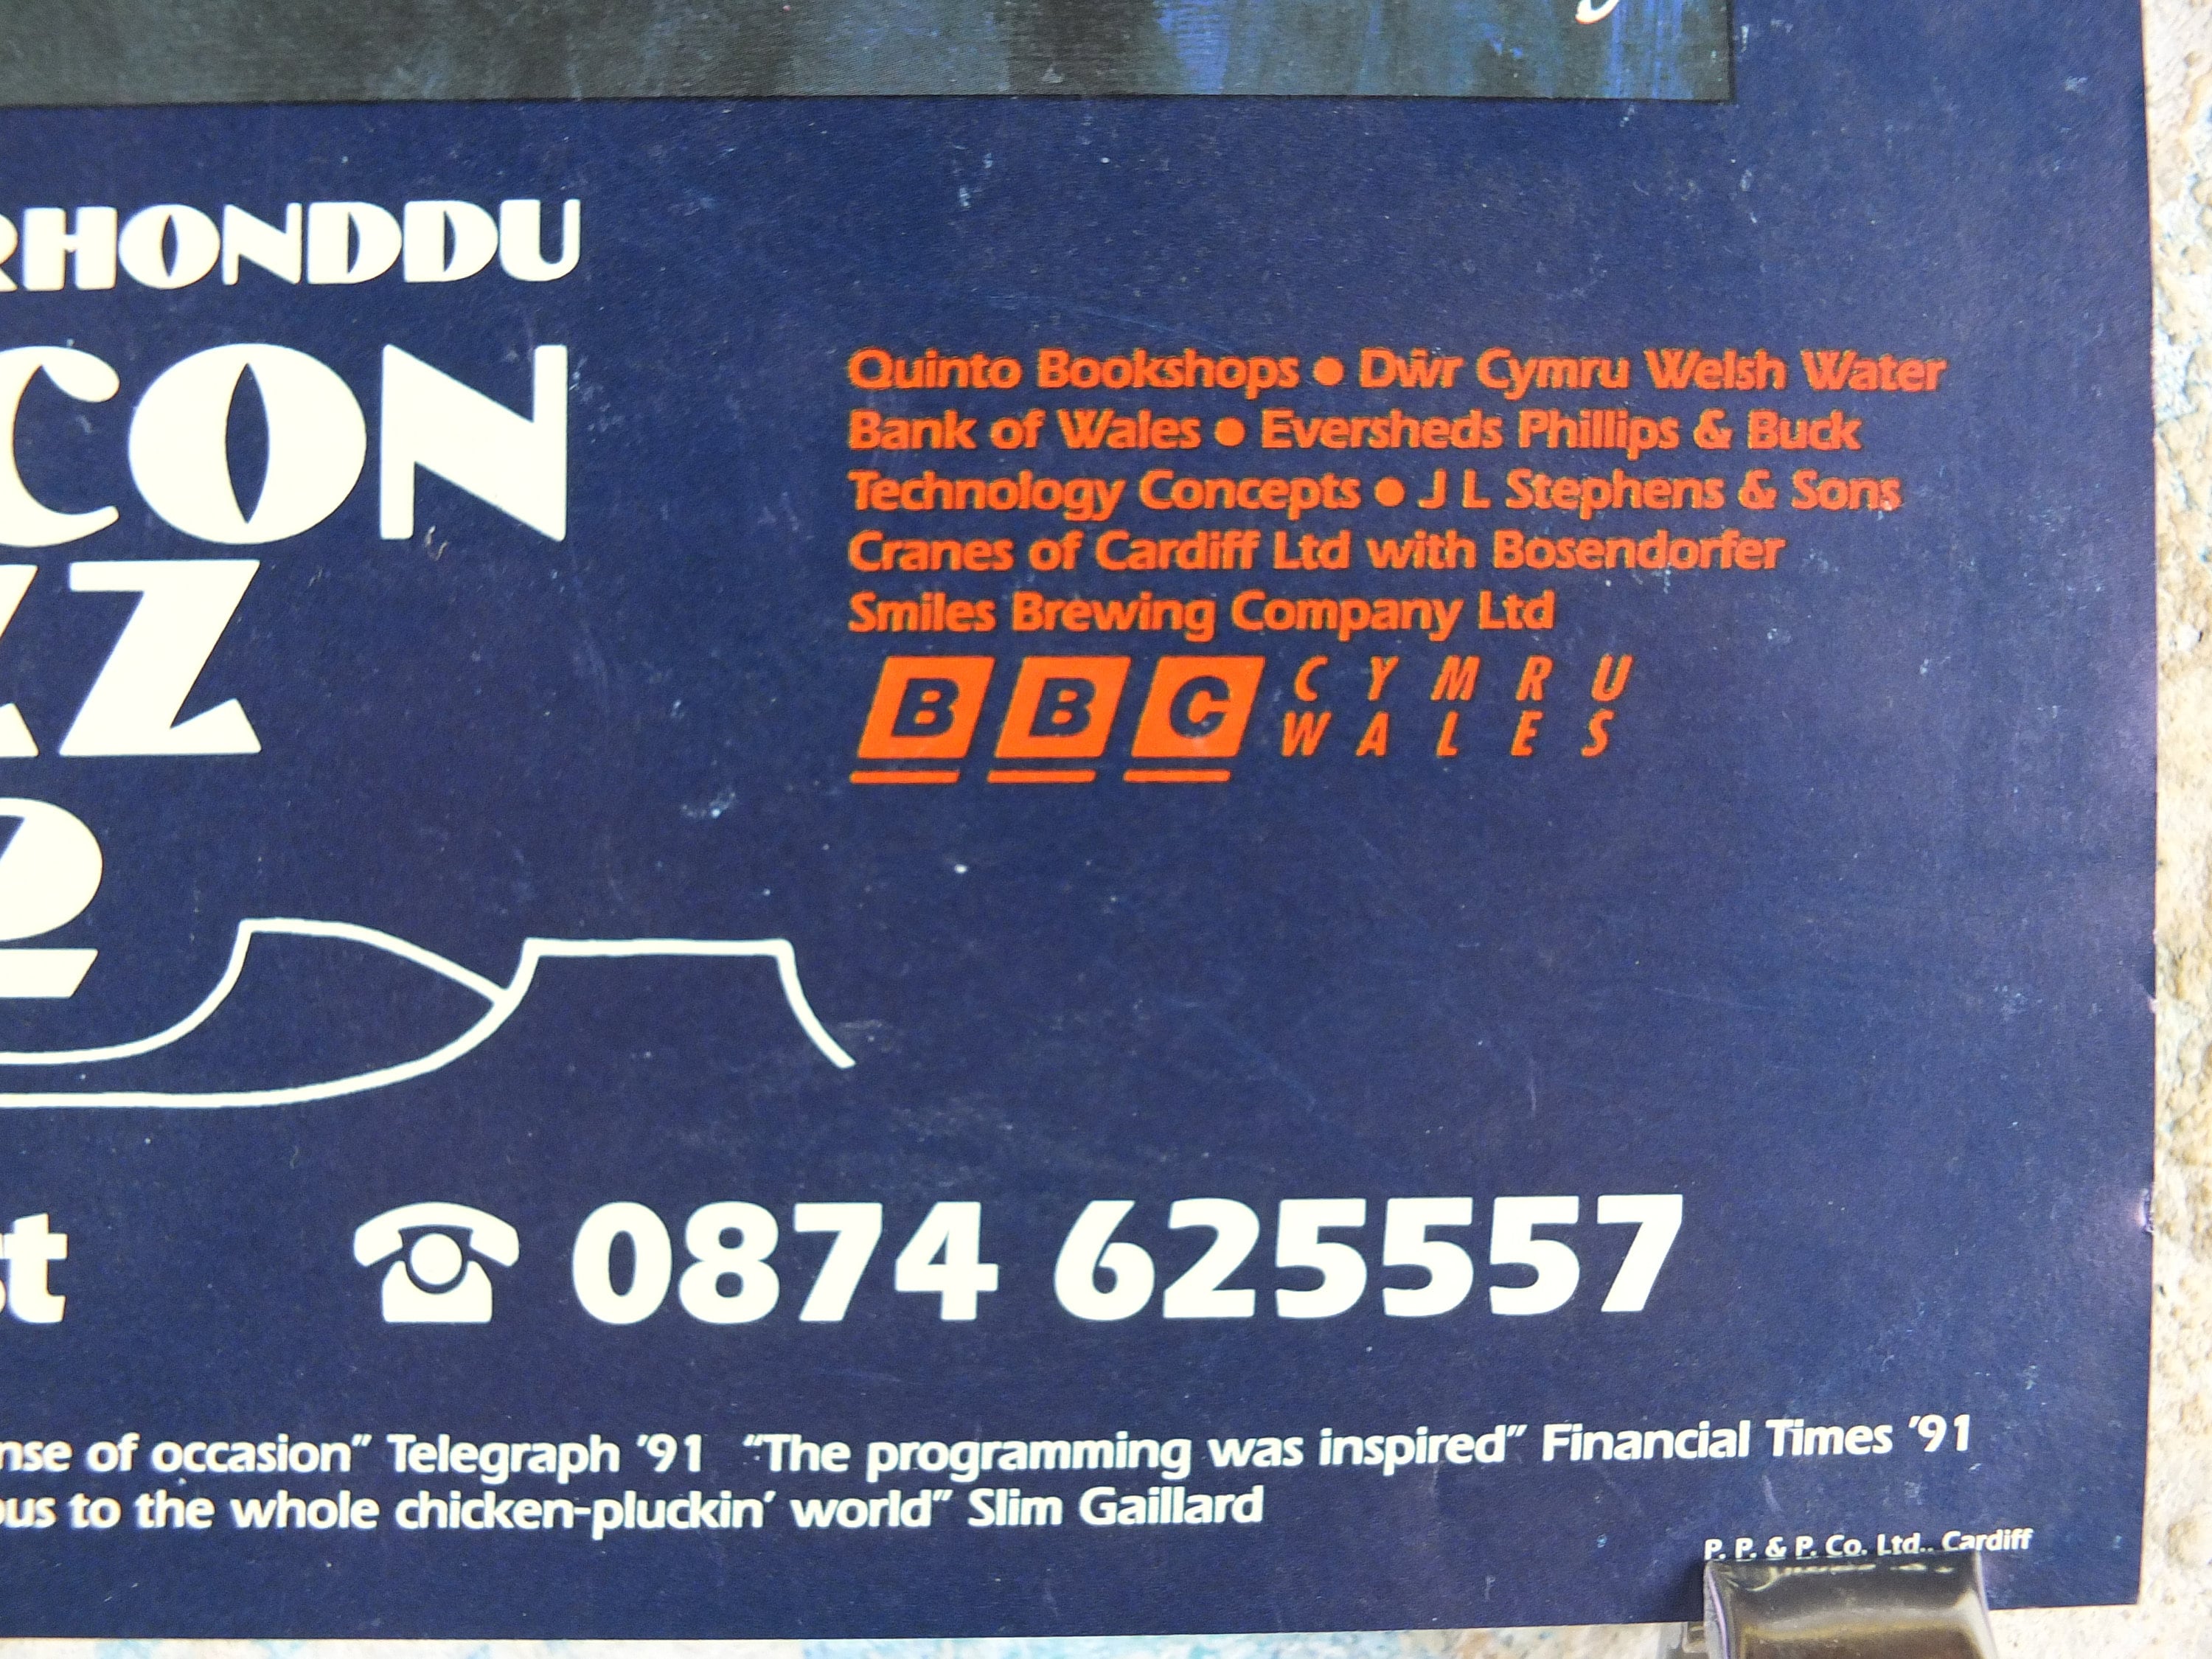 RHONDDU
CON
ZZ
2
Quinto Bookshops • Dŵr Cymru Welsh Water
Bank of Wales • Eversheds Phillips & Buck
Technology Concepts • J L Stephens & Sons
Cranes of Cardiff Ltd with Bosendorfer
Smiles Brewing Company Ltd
BBC CYMRU
WALES
st
0874 625557
nse of occasion” Telegraph ’91 “The programming was inspired” Financial Times ’91
ous to the whole chicken-pluckin’ world” Slim Gaillard
P. P. & P. Co. Ltd., Cardiff